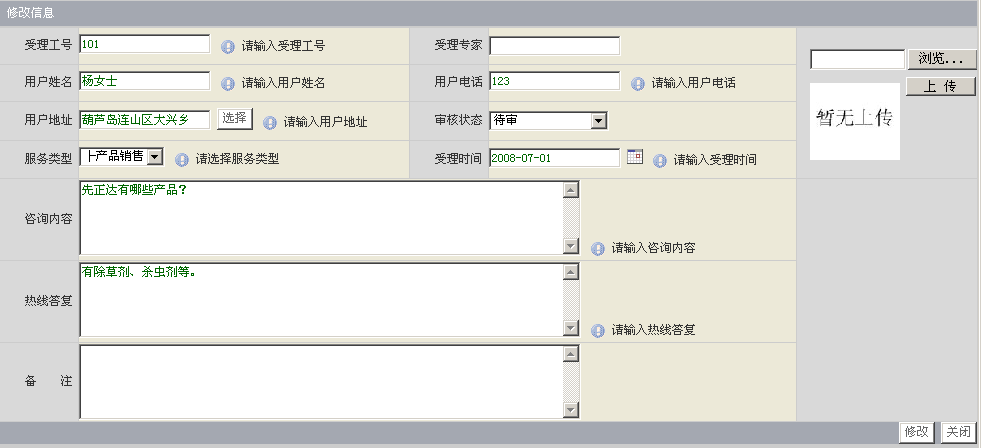 修改信息
受理工号 101 请输入受理工号 受理专家
浏览...
用户姓名 杨女士 请输入用户姓名 用户电话 123 请输入用户电话
上 传
用户地址 葫芦岛连山区大兴乡 选择 请输入用户地址 审核状态 待审
暂无上传
服务类型 ├产品销售 请选择服务类型 受理时间 2008-07-01 请输入受理时间
先正达有哪些产品?
咨询内容
请输入咨询内容
有除草剂、杀虫剂等。
热线答复
请输入热线答复
备 注
修改 关闭